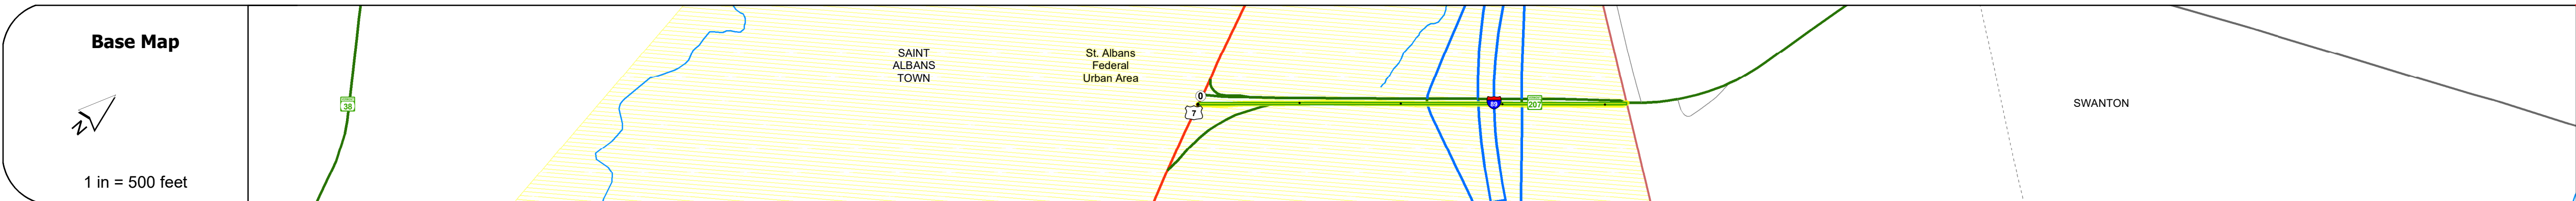 Base Map
N
1 in = 500 feet
38
SAINT
ALBANS
TOWN
St. Albans
Federal
Urban Area
0
7
89
207
SWANTON